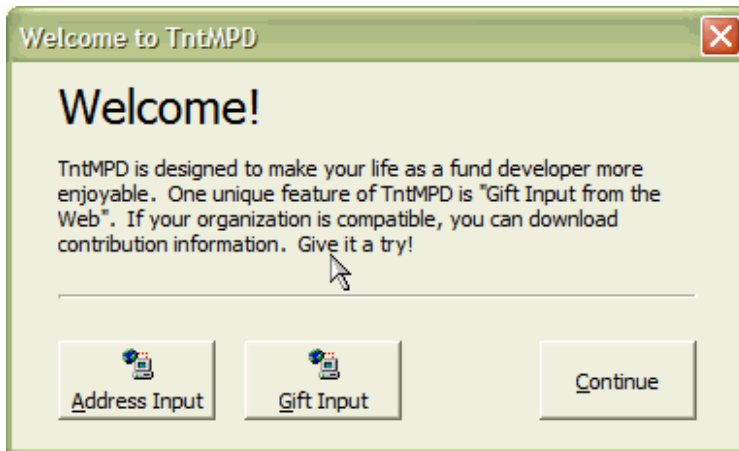 Welcome to TntMPD
Welcome!
TntMPD is designed to make your life as a fund developer more
enjoyable. One unique feature of TntMPD is "Gift Input from the
Web". If your organization is compatible, you can download
contribution information. Give it a try!
Address Input
Gift Input
Continue